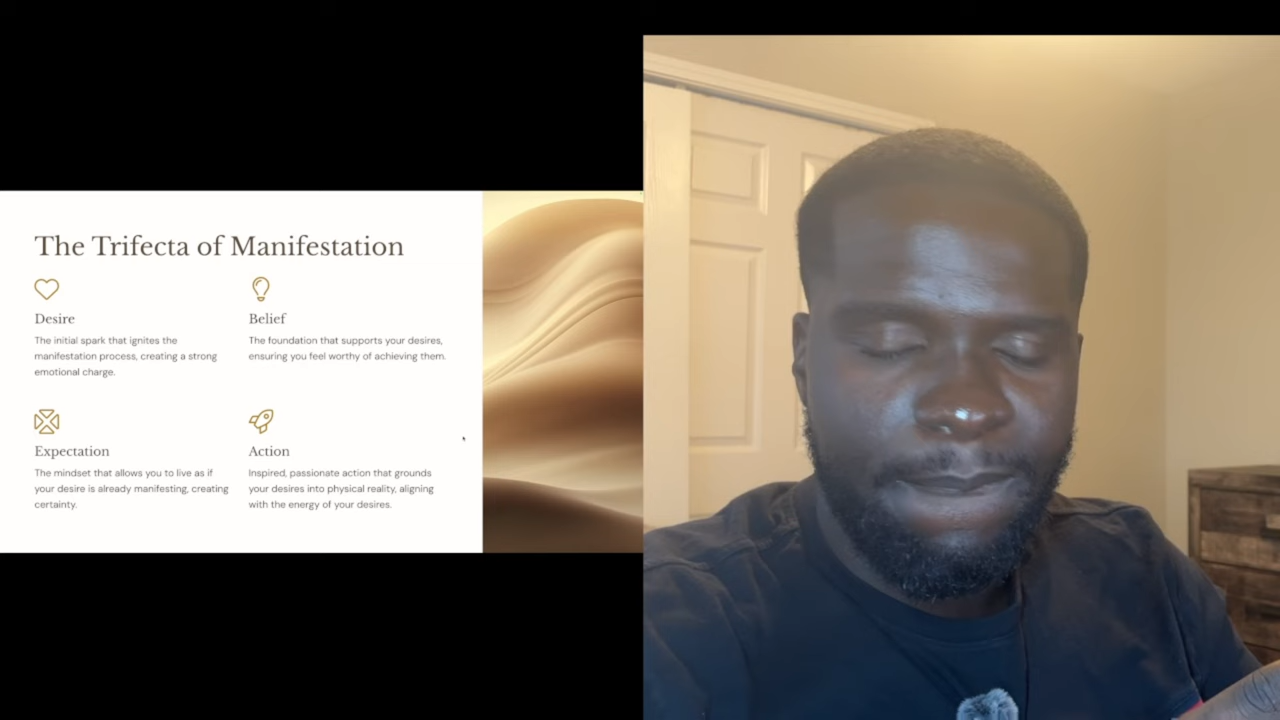 The Trifecta of Manifestation
Desire
The initial spark that ignites the
manifestation process, creating a strong
emotional charge.
Belief
The foundation that supports your desires,
ensuring you feel worthy of achieving them.
Expectation
The mindset that allows you to live as if
your desire is already manifesting, creating
certainty.
Action
Inspired, passionate action that grounds
your desires into physical reality, aligning
with the energy of your desires.